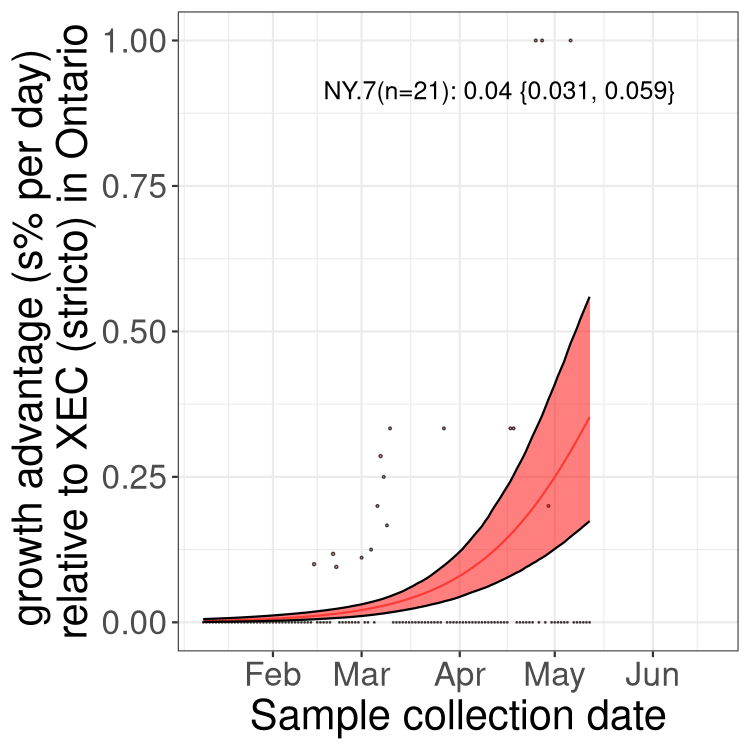 growth advantage (s% per day)
relative to XEC (stricto) in Ontario
1.00
0.75
0.50
0.25
0.00
NY.7(n=21): 0.04 {0.031, 0.059}
Feb Mar Apr May Jun
Sample collection date